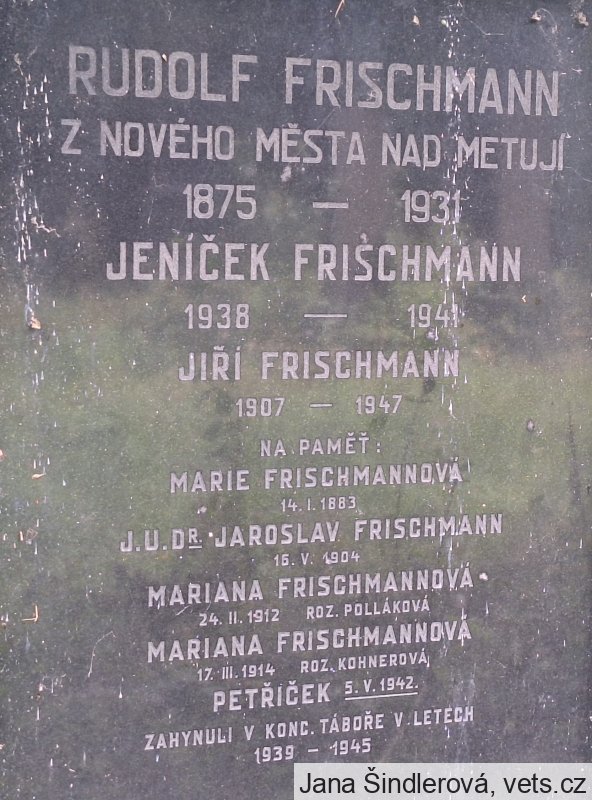 RUDOLF FRISCHMANN
Z NOVÉHO MĚSTA NAD METUJÍ
1875 — 1931
JENÍČEK FRISCHMANN
1938 — 1941
JIŘÍ FRISCHMANN
1907 — 1947
NA PAMĚŤ:
MARIE FRISCHMANNOVÁ
14. I. 1883
J.U.DR. JAROSLAV FRISCHMANN
16. V. 1904
MARIANA FRISCHMANNOVÁ
24. II. 1912 ROZ. POLLÁKOVÁ
MARIANA FRISCHMANNOVÁ
17. III. 1914 ROZ. KOHNEROVÁ
PETŘÍČEK 5. V. 1942.
ZAHYNULI V KONC. TÁBOŘE V LETECH
1939 – 1945
Jana Šindlerová, vets.cz